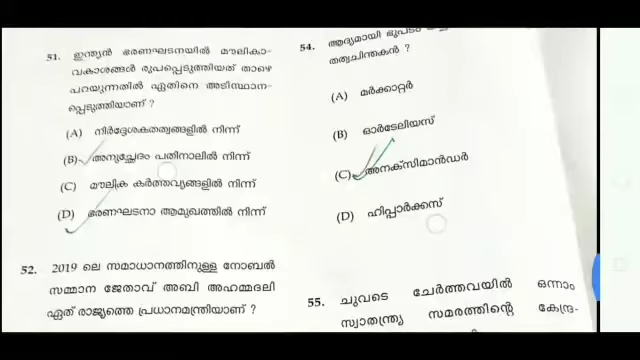 51. ഇന്ത്യൻ ഭരണഘടനയിൽ മൗലികാ-
വകാശങ്ങൾ രൂപപ്പെടുത്തിയത് താഴെ
പറയുന്നതിൽ ഏതിനെ അടിസ്ഥാന-
പ്പെടുത്തിയാണ് ?
(A) നിർദ്ദേശകതത്വങ്ങളിൽ നിന്ന്
(B) അനുച്ഛേദം പതിനാലിൽ നിന്ന്
(C) മൗലിക കർത്തവ്യങ്ങളിൽ നിന്ന്
(D) ഭരണഘടനാ ആമുഖത്തിൽ നിന്ന്
52. 2019 ലെ സമാധാനത്തിനുള്ള നോബൽ
സമ്മാന ജേതാവ് അബി അഹമ്മദലി
ഏത് രാജ്യത്തെ പ്രധാനമന്ത്രിയാണ് ?
54. ആദ്യമായി ഭൂപടം
തത്വചിന്തകൻ ?
(A) മർക്കാറ്റർ
(B) ഓർട്ടേലിയസ്
(C) അനക്സിമാൻഡർ
(D) ഹിപ്പാർക്കസ്
55. ചുവടെ ചേർത്തവയിൽ ഒന്നാം
സ്വാതന്ത്ര്യ സമരത്തിന്റെ കേന്ദ്ര-